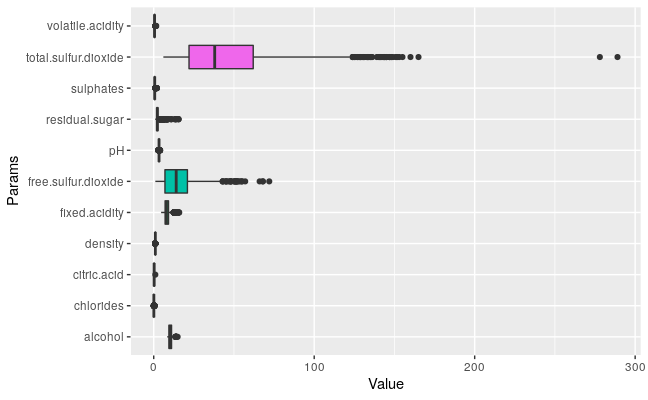 volatile.acidity
total.sulfur.dioxide
sulphates
residual.sugar
pH
free.sulfur.dioxide
fixed.acidity
density
citric.acid
chlorides
alcohol
Params
0 100 200 300
Value